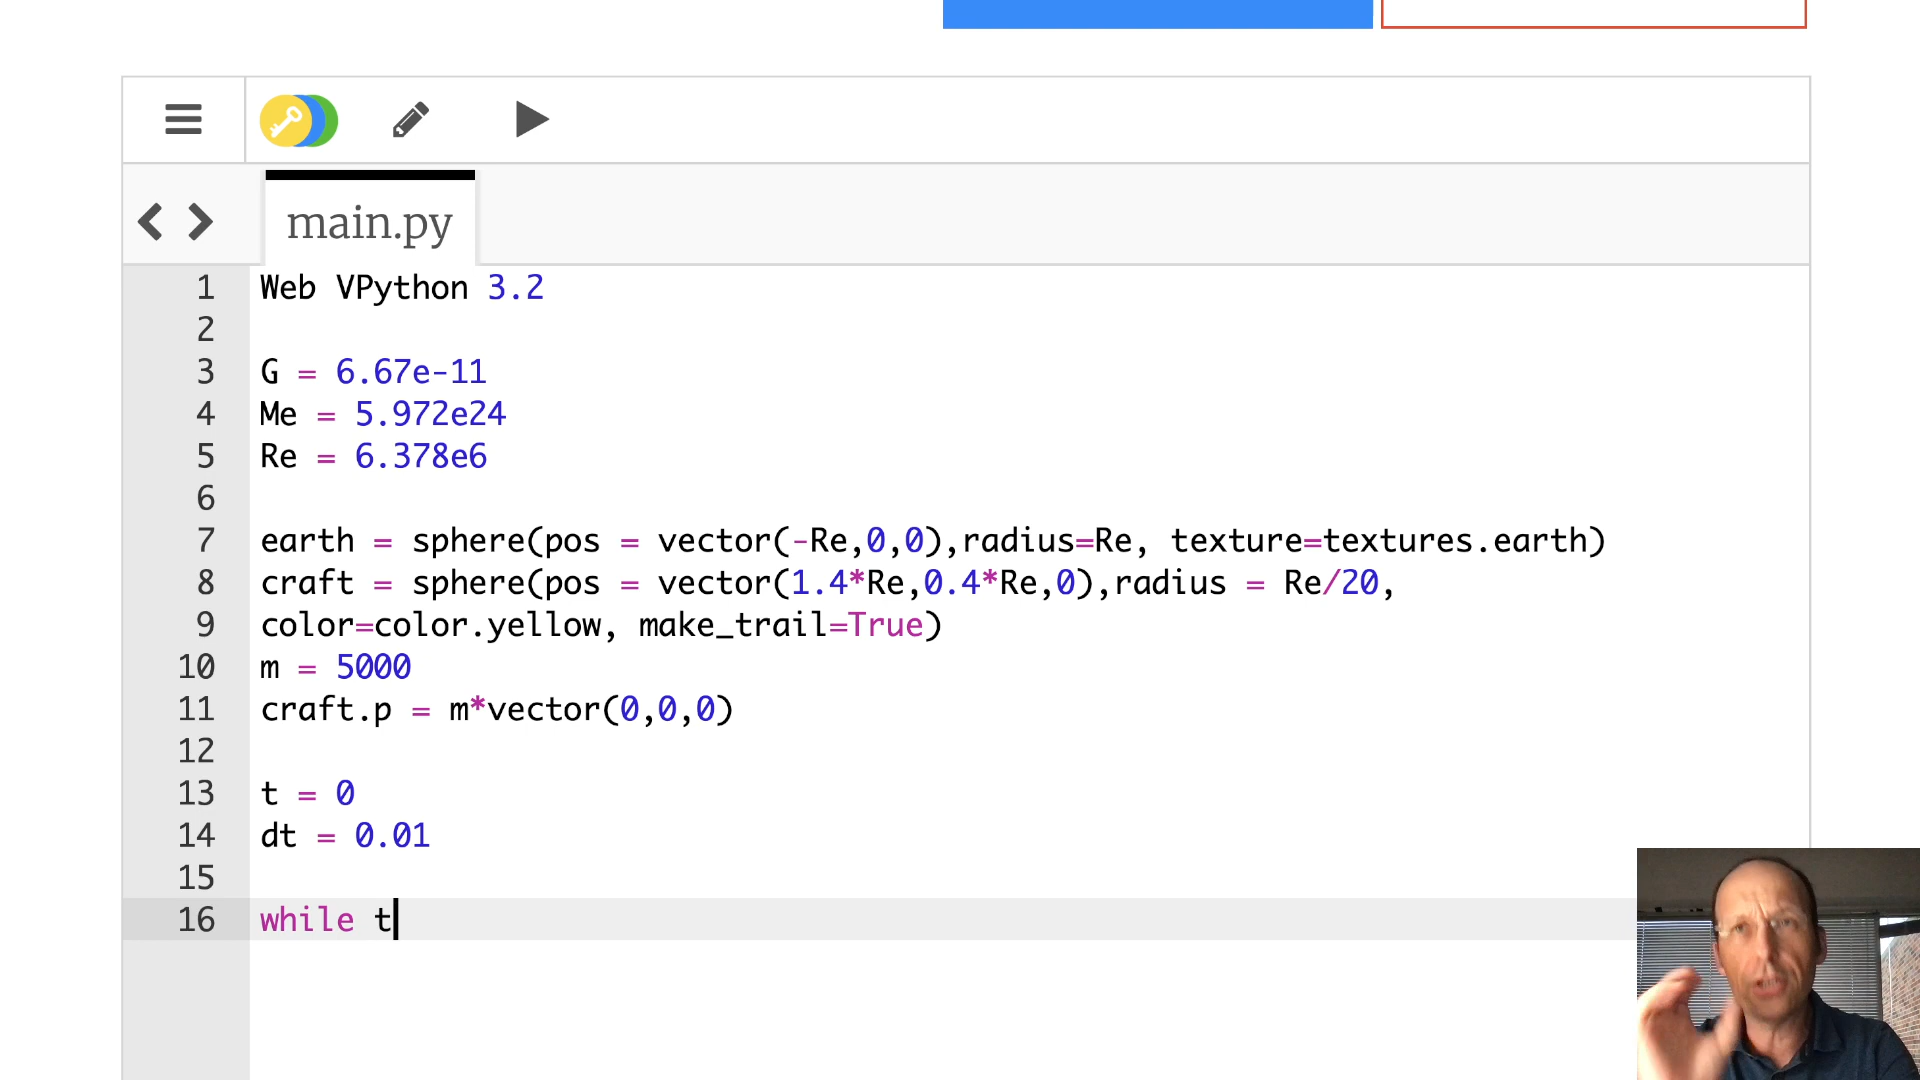 main.py
1 Web VPython 3.2
2
3 G = 6.67e-11
4 Me = 5.972e24
5 Re = 6.378e6
6
7 earth = sphere(pos = vector(-Re,0,0),radius=Re, texture=textures.earth)
8 craft = sphere(pos = vector(1.4*Re,0.4*Re,0),radius = Re/20,
9 color=color.yellow, make_trail=True)
10 m = 5000
11 craft.p = m*vector(0,0,0)
12
13 t = 0
14 dt = 0.01
15
16 while t